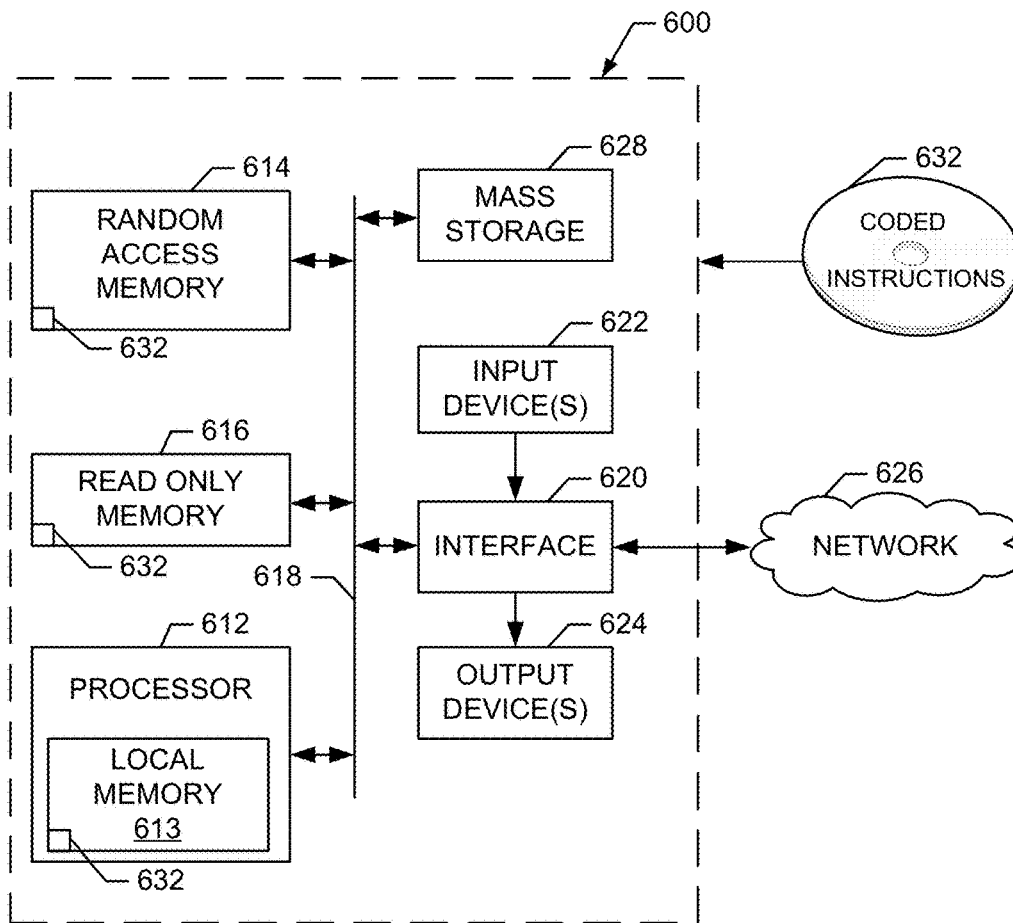 600
614
RANDOM
ACCESS
MEMORY
632
628
MASS
STORAGE
632
CODED
INSTRUCTIONS
622
INPUT
DEVICE(S)
616
READ ONLY
MEMORY
632
620
INTERFACE
626
NETWORK
618
612
PROCESSOR
LOCAL
MEMORY
613
632
624
OUTPUT
DEVICE(S)